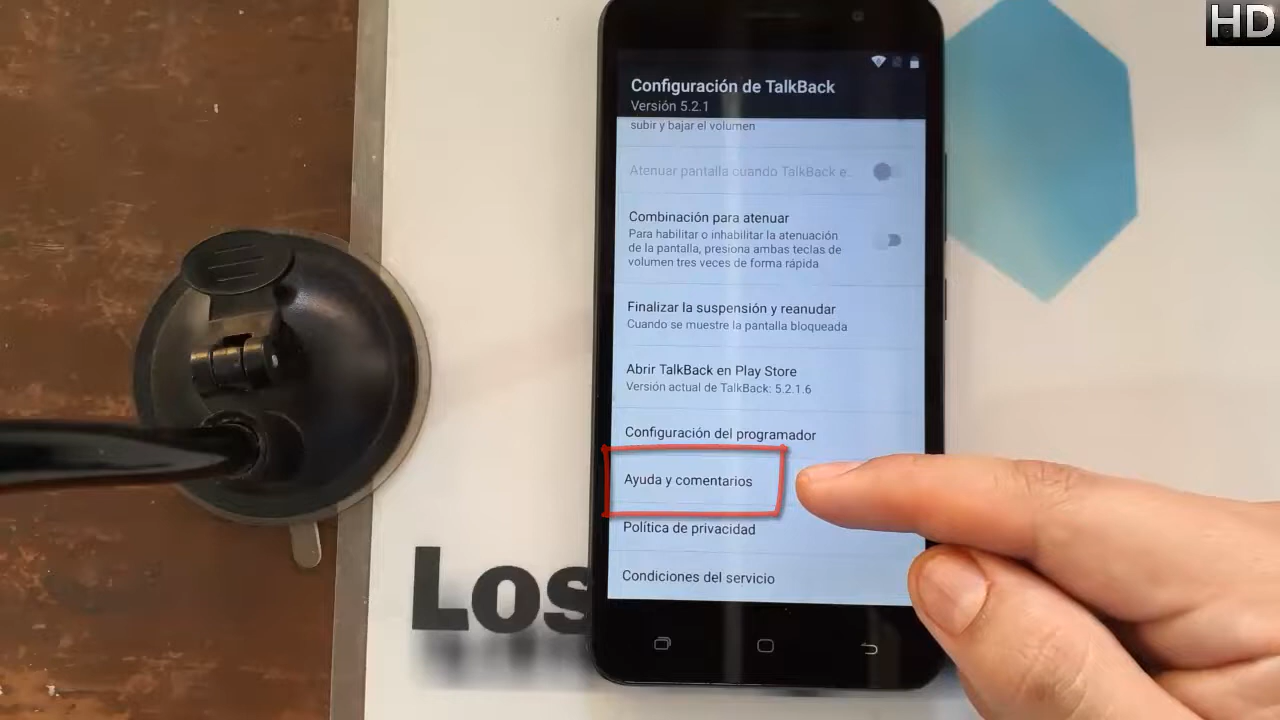 HD
Configuración de TalkBack
Versión 5.2.1
subir y bajar el volumen
Atenuar pantalla cuando TalkBack e..
Combinación para atenuar
Para habilitar o inhabilitar la atenuación
de la pantalla, presiona ambas teclas de
volumen tres veces de forma rápida
Finalizar la suspensión y reanudar
Cuando se muestre la pantalla bloqueada
Abrir TalkBack en Play Store
Versión actual de TalkBack: 5.2.1.6
Configuración del programador
Ayuda y comentarios
Política de privacidad
Condiciones del servicio
Los